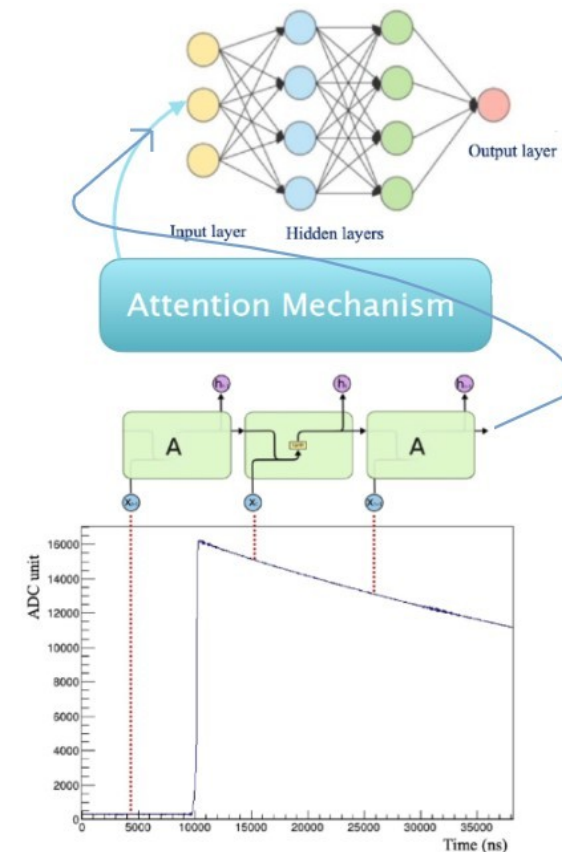 Output layer
Input layer
Hidden layers
Attention Mechanism
A
A
ADC unit
16000
14000
12000
10000
8000
6000
4000
2000
0
0 5000 10000 15000 20000 25000 30000 35000
Time (ns)